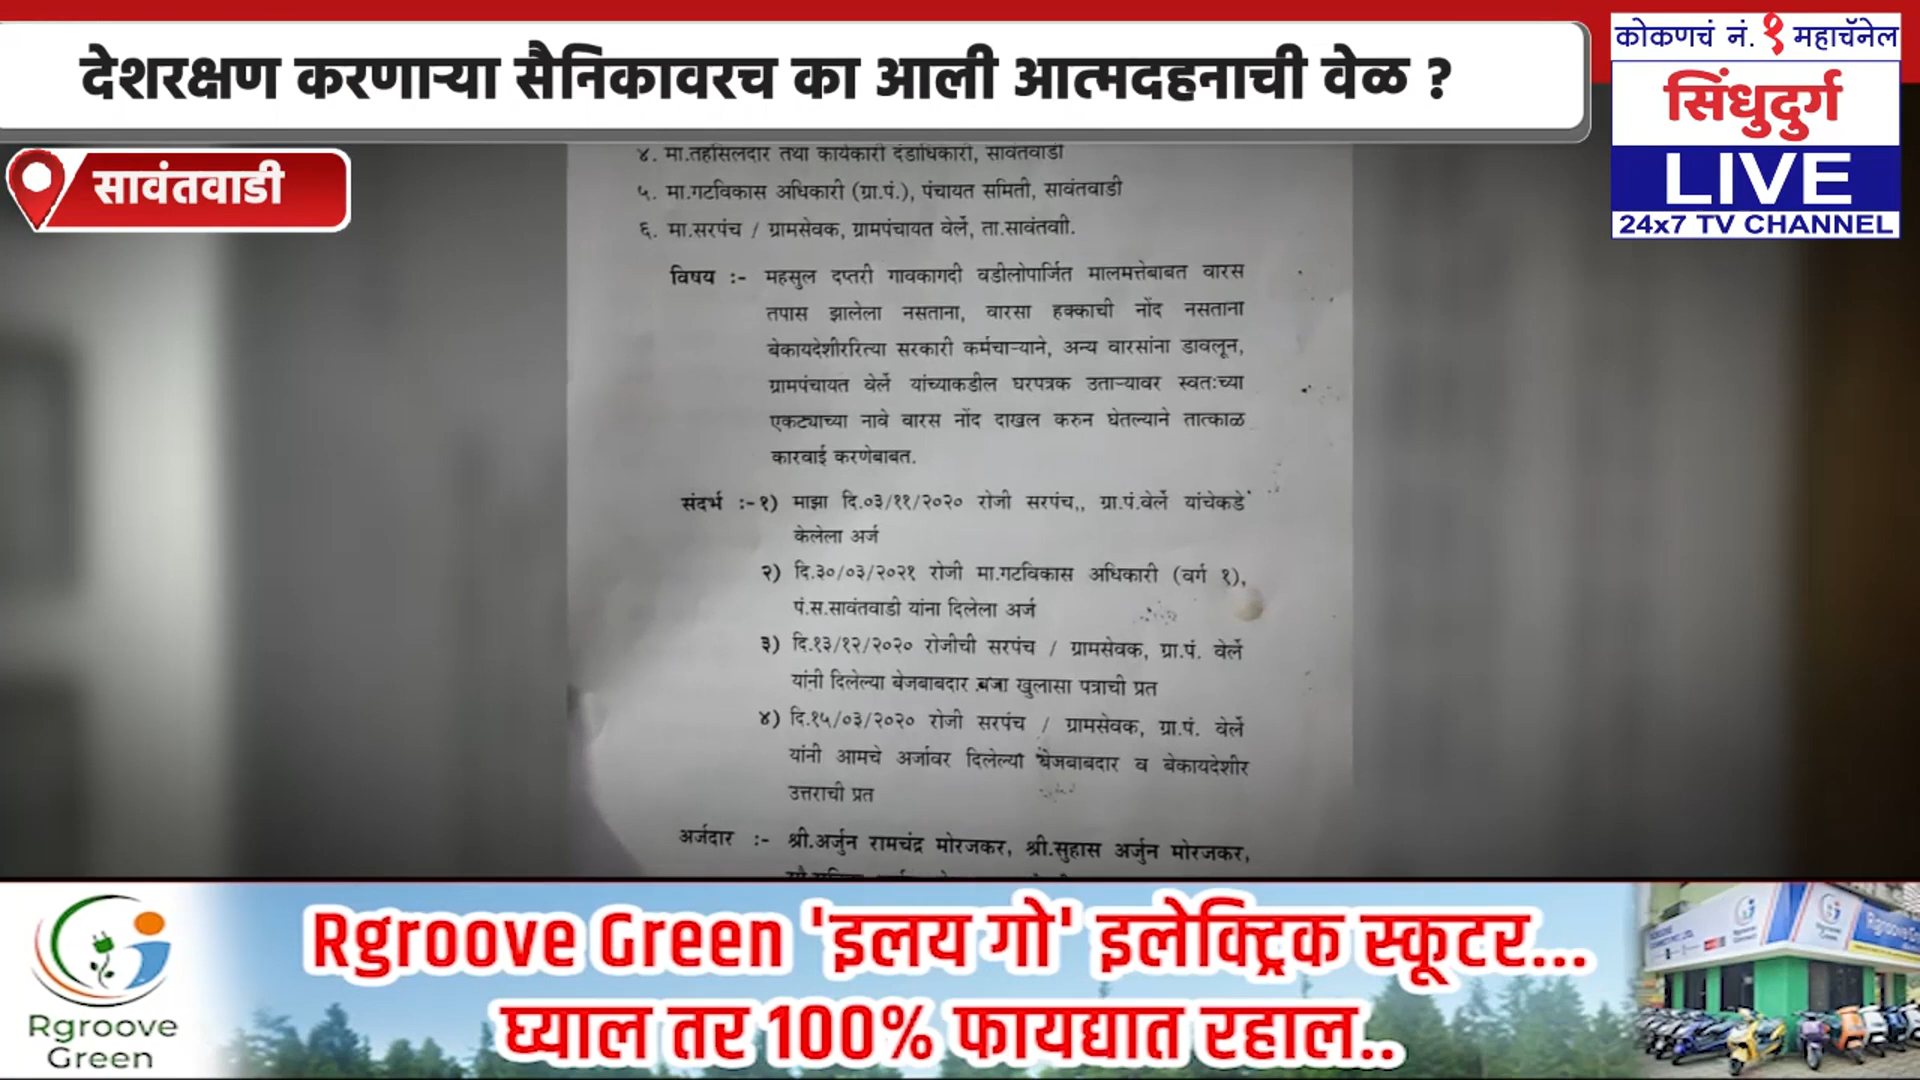 देशरक्षण करणाऱ्या सैनिकावरच का आली आत्मदहनाची वेळ ?
कोकणचं नं. १ महाचॅनेल
सिंधुदुर्ग
LIVE
24x7 TV CHANNEL
सावंतवाडी
४. मा.तहसिलदार तथा कार्यकारी दंडाधिकारी, सावंतवाडी
५. मा.गटविकास अधिकारी (ग्रा.पं.), पंचायत समिती, सावंतवाडी
६. मा.सरपंच / ग्रामसेवक, ग्रामपंचायत वेर्ले, ता.सावंतवाी.
विषय :- महसुल दप्तरी गावकागदी वडीलोपार्जित मालमत्तेबाबत वारस
तपास झालेला नसताना, वारसा हक्काची नोंद नसताना
बेकायदेशीररित्या सरकारी कर्मचाऱ्याने, अन्य वारसांना डावलून,
ग्रामपंचायत वेर्ले यांच्याकडील घरपत्रक उताऱ्यावर स्वतःच्या
एकट्याच्या नावे वारस नोंद दाखल करुन घेतल्याने तात्काळ
कारवाई करणेबाबत.
संदर्भ :- १) माझा दि.०३/११/२०२० रोजी सरपंच,, ग्रा.पं.वेर्ले यांचेकडे
केलेला अर्ज
२) दि.३०/०३/२०२१ रोजी मा.गटविकास अधिकारी (वर्ग १),
पं.स.सावंतवाडी यांना दिलेला अर्ज
३) दि.१३/१२/२०२० रोजीची सरपंच / ग्रामसेवक, ग्रा.पं. वेर्ले
यांनी दिलेल्या बेजबाबदार वजा खुलासा पत्राची प्रत
४) दि.१५/०३/२०२० रोजी सरपंच / ग्रामसेवक, ग्रा.पं. वेर्ले
यांनी आमचे अर्जावर दिलेल्या बेजबाबदार व बेकायदेशीर
उत्तराची प्रत
अर्जदार :- श्री.अर्जुन रामचंद्र मोरजकर, श्री.सुहास अर्जुन मोरजकर,
Rgroove Green 'इलय गो' इलेक्ट्रिक स्कूटर...
घ्याल तर 100% फायद्यात रहाल..
Rgroove
Green